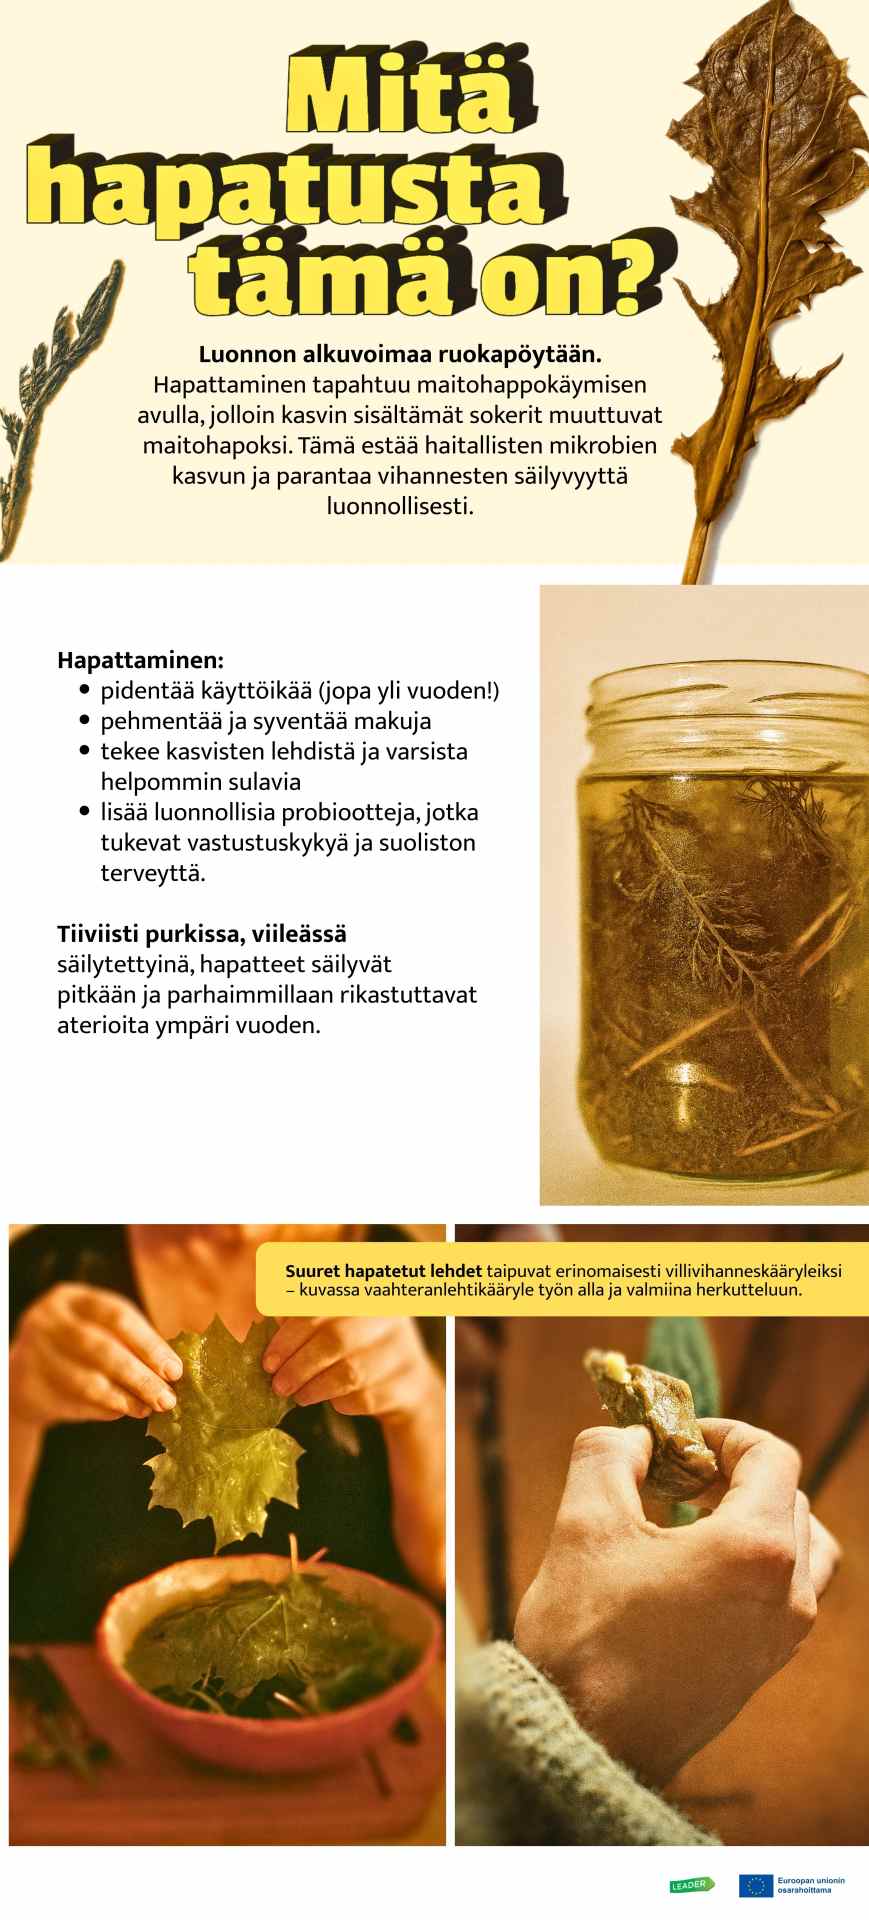 Mitä
hapatusta
tämä on?
Luonnon alkuvoimaa ruokapöytään.
Hapattaminen tapahtuu maitohappokäymisen
avulla, jolloin kasvin sisältämät sokerit muuttuvat
maitohapoksi. Tämä estää haitallisten mikrobien
kasvun ja parantaa vihannesten säilyvyyttä
luonnollisesti.
Hapattaminen:
• pidentää käyttöikää (jopa yli vuoden!)
• pehmentää ja syventää makuja
• tekee kasvisten lehdistä ja varsista
helpommin sulavia
• lisää luonnollisia probiootteja, jotka
tukevat vastustuskykyä ja suoliston
terveyttä.
Tiiviisti purkissa, viileässä
säilytettyinä, hapatteet säilyvät
pitkään ja parhaimmillaan rikastuttavat
aterioita ympäri vuoden.
Suuret hapatetut lehdet taipuvat erinomaisesti villivihanneskääryleiksi
– kuvassa vaahteranlehtikääryle työn alla ja valmiina herkutteluun.
LEADER
Euroopan unionin
osarahoittama